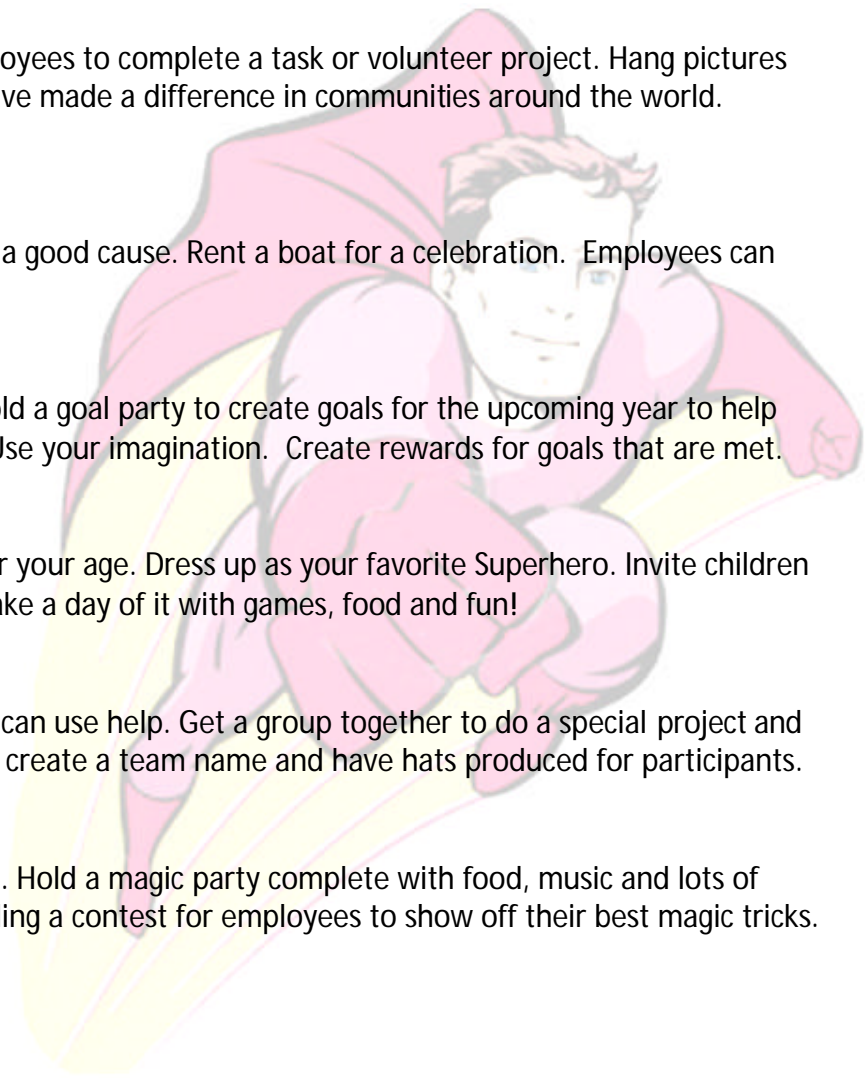 oyees to complete a task or volunteer project. Hang pictures
ve made a difference in communities around the world.
a good cause. Rent a boat for a celebration. Employees can
ld a goal party to create goals for the upcoming year to help
Use your imagination. Create rewards for goals that are met.
r your age. Dress up as your favorite Superhero. Invite children
ake a day of it with games, food and fun!
can use help. Get a group together to do a special project and
create a team name and have hats produced for participants.
. Hold a magic party complete with food, music and lots of
ing a contest for employees to show off their best magic tricks.